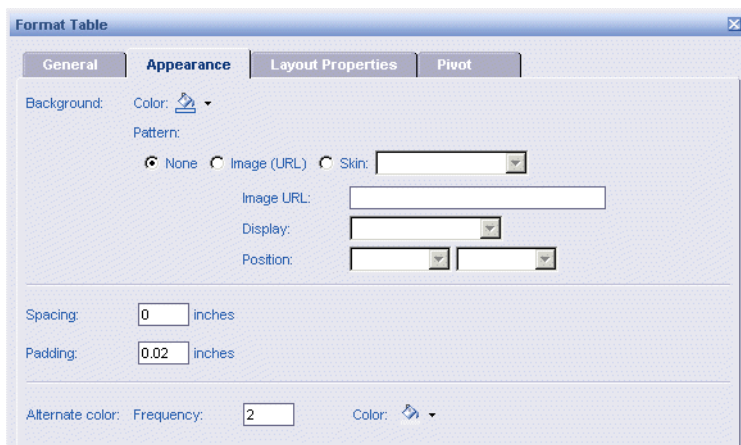 Format Table
General Appearance Layout Properties Pivot
Background: Color:
Pattern:
None Image (URL) Skin:
Image URL:
Display:
Position:
Spacing: 0 inches
Padding: 0.02 inches
Alternate color: Frequency: 2 Color: